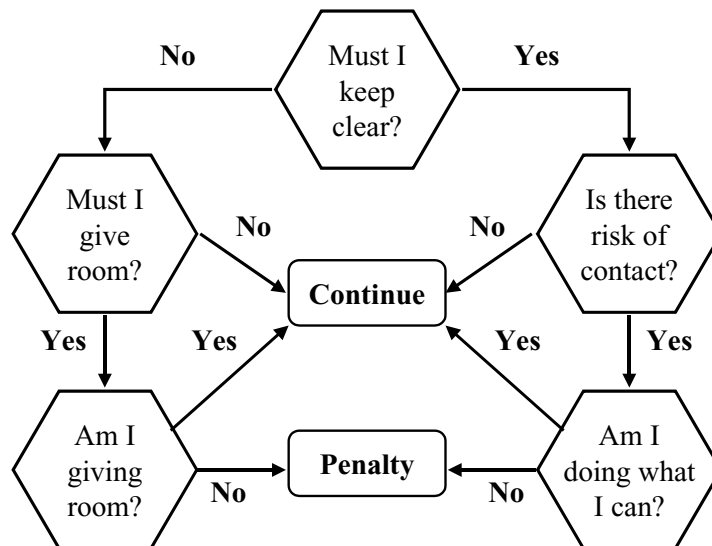 No
Must I
keep
clear?
Yes
Must I
give
room?
No
No
Is there
risk of
contact?
Continue
Yes
Yes
Yes
Yes
Am I
giving
room?
No
Penalty
No
Am I
doing what
I can?